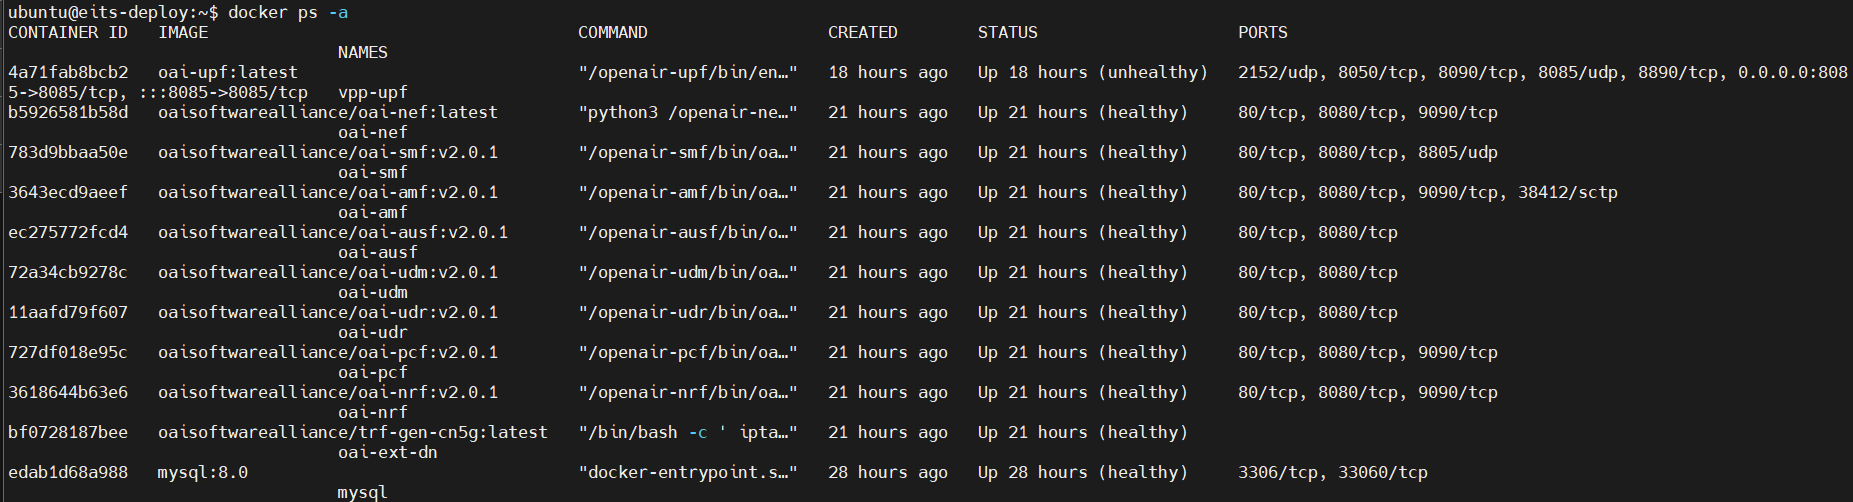 ubuntu@eits-deploy:~$ docker ps -a
CONTAINER ID   IMAGE                                     COMMAND                  CREATED        STATUS                    PORTS
                                 NAMES
4a71fab8bcb2   oai-upf:latest                            "/openair-upf/bin/en…"   18 hours ago   Up 18 hours (unhealthy)   2152/udp, 8050/tcp, 8090/tcp, 8085/udp, 8890/tcp, 0.0.0.0:808
5->8085/tcp, :::8085->8085/tcp   vpp-upf
b5926581b58d   oaisoftwarealliance/oai-nef:latest        "python3 /openair-ne…"   21 hours ago   Up 21 hours (healthy)     80/tcp, 8080/tcp, 9090/tcp
                                 oai-nef
783d9bbaa50e   oaisoftwarealliance/oai-smf:v2.0.1        "/openair-smf/bin/oa…"   21 hours ago   Up 21 hours (healthy)     80/tcp, 8080/tcp, 8805/udp
                                 oai-smf
3643ecd9aeef   oaisoftwarealliance/oai-amf:v2.0.1        "/openair-amf/bin/oa…"   21 hours ago   Up 21 hours (healthy)     80/tcp, 8080/tcp, 9090/tcp, 38412/sctp
                                 oai-amf
ec275772fcd4   oaisoftwarealliance/oai-ausf:v2.0.1       "/openair-ausf/bin/o…"   21 hours ago   Up 21 hours (healthy)     80/tcp, 8080/tcp
                                 oai-ausf
72a34cb9278c   oaisoftwarealliance/oai-udm:v2.0.1        "/openair-udm/bin/oa…"   21 hours ago   Up 21 hours (healthy)     80/tcp, 8080/tcp
                                 oai-udm
11aafd79f607   oaisoftwarealliance/oai-udr:v2.0.1        "/openair-udr/bin/oa…"   21 hours ago   Up 21 hours (healthy)     80/tcp, 8080/tcp
                                 oai-udr
727df018e95c   oaisoftwarealliance/oai-pcf:v2.0.1        "/openair-pcf/bin/oa…"   21 hours ago   Up 21 hours (healthy)     80/tcp, 8080/tcp, 9090/tcp
                                 oai-pcf
3618644b63e6   oaisoftwarealliance/oai-nrf:v2.0.1        "/openair-nrf/bin/oa…"   21 hours ago   Up 21 hours (healthy)     80/tcp, 8080/tcp, 9090/tcp
                                 oai-nrf
bf0728187bee   oaisoftwarealliance/trf-gen-cn5g:latest   "/bin/bash -c ' ipta…"   21 hours ago   Up 21 hours (healthy)
                                 oai-ext-dn
edab1d68a988   mysql:8.0                                 "docker-entrypoint.s…"   28 hours ago   Up 28 hours (healthy)     3306/tcp, 33060/tcp
                                 mysql